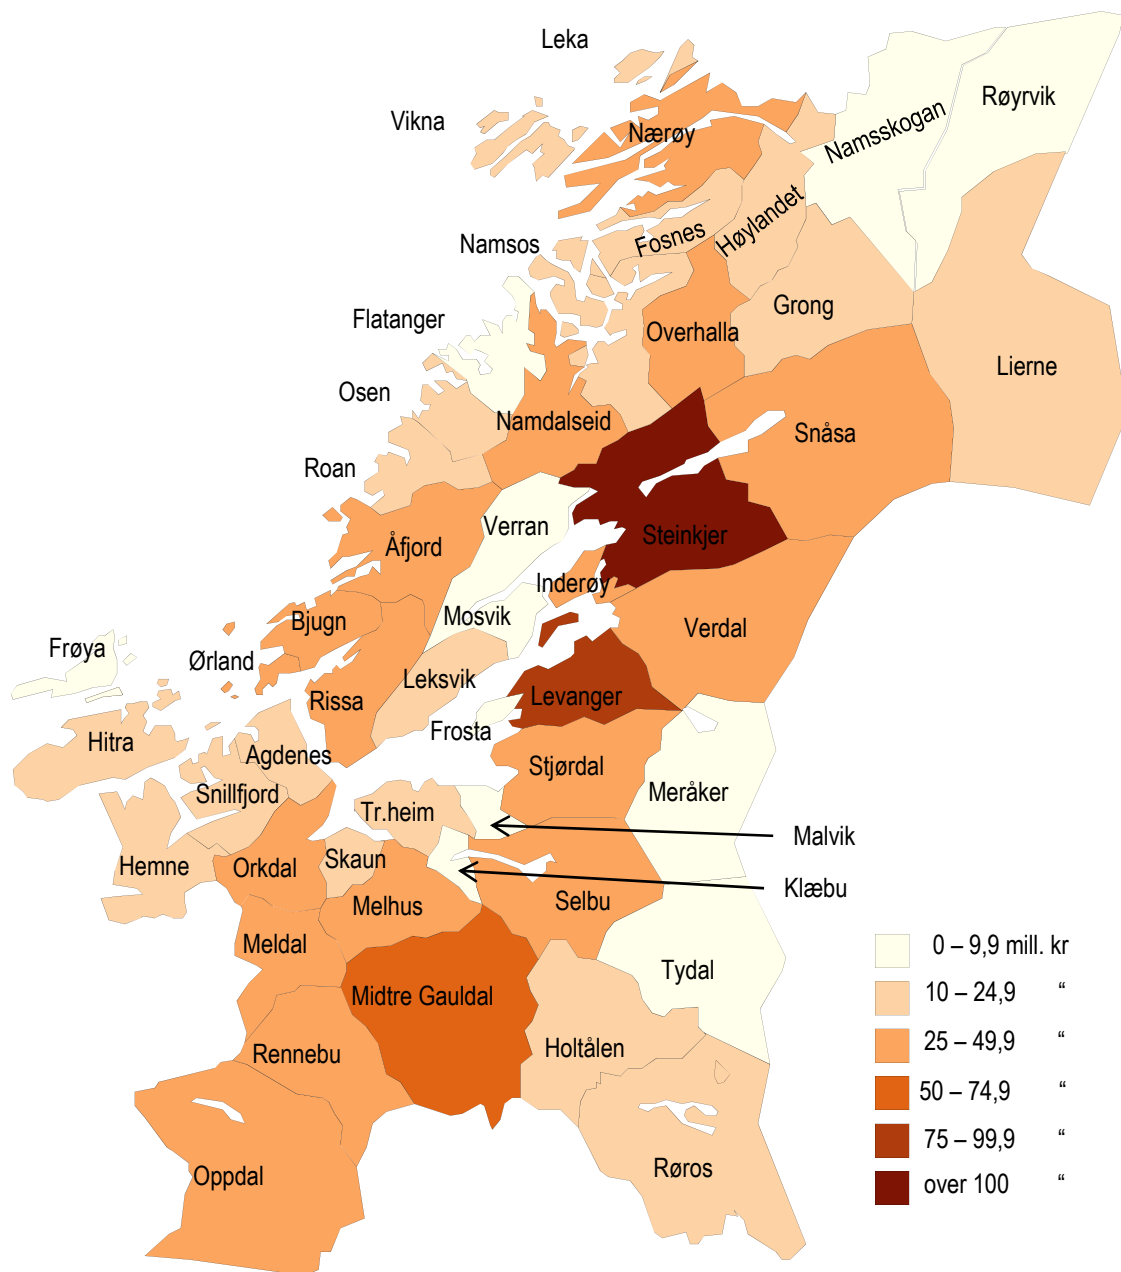 Leka
Røyrvik
Vikna
Nærøy
Namsskogan
Høylandet
Fosnes
Namsos
Grong
Flatanger
Overhalla
Lierne
Osen
Namdalseid
Snåsa
Roan
Verran
Steinkjer
Åfjord
Inderøy
Mosvik
Bjugn
Verdal
Frøya
Ørland
Leksvik
Rissa
Levanger
Frosta
Hitra
Agdenes
Stjørdal
Snillfjord
Meråker
Tr.heim
Malvik
Skaun
Hemne
Orkdal
Klæbu
Melhus
Selbu
Meldal
Tydal
Midtre Gauldal
Holtålen
Rennebu
Røros
Oppdal
0 – 9,9 mill. kr
10 – 24,9 “
25 – 49,9 “
50 – 74,9 “
75 – 99,9 “
over 100 “